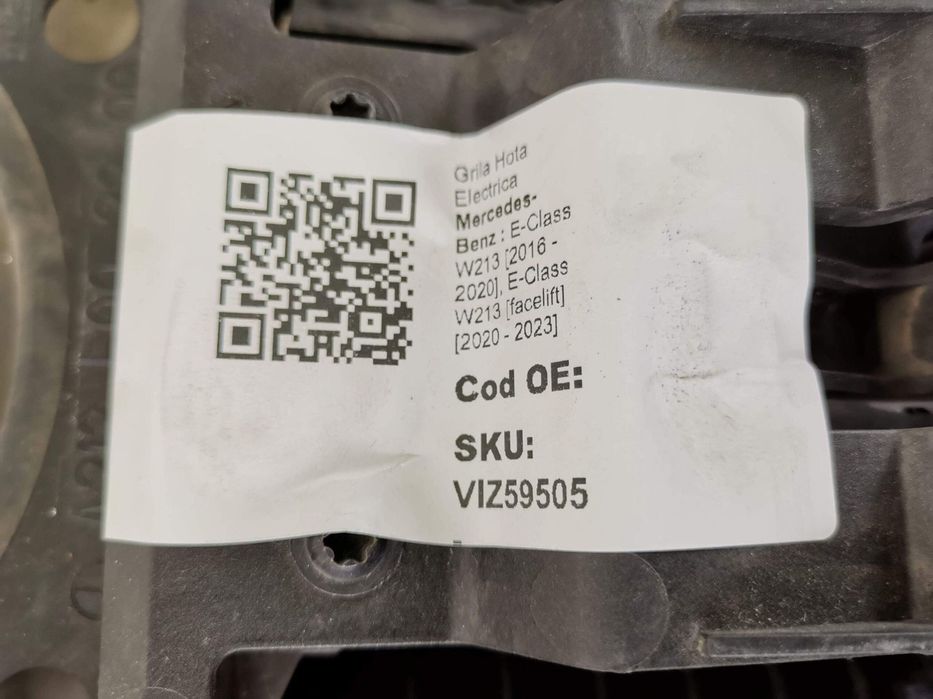 Grila Hota
Electrica
Mercedes-
Benz : E-Class
W213 [2016 -
2020], E-Class
W213 [facelift]
[2020 - 2023]
Cod OE:
SKU:
VIZ59505